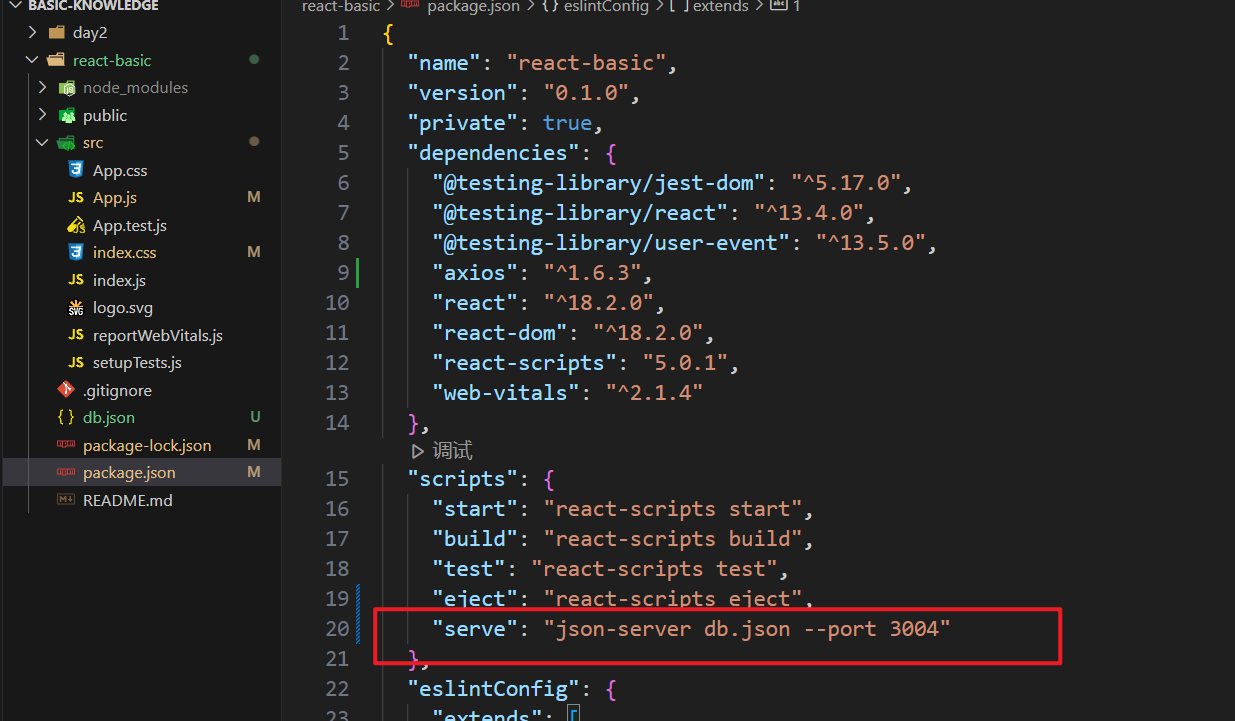 BASIC-KNOWLEDGE
day2
react-basic
node_modules
public
src
App.css
JS App.js M
App.test.js
index.css M
JS index.js
logo.svg
JS reportWebVitals.js
JS setupTests.js
.gitignore
{} db.json U
package-lock.json M
package.json M
README.md
react-basic > package.json > {} eslintConfig > [ ] extends > abc 1
1 {
2 "name": "react-basic",
3 "version": "0.1.0",
4 "private": true,
5 "dependencies": {
6 "@testing-library/jest-dom": "^5.17.0",
7 "@testing-library/react": "^13.4.0",
8 "@testing-library/user-event": "^13.5.0",
9 "axios": "^1.6.3",
10 "react": "^18.2.0",
11 "react-dom": "^18.2.0",
12 "react-scripts": "5.0.1",
13 "web-vitals": "^2.1.4"
14 },
调试
15 "scripts": {
16 "start": "react-scripts start",
17 "build": "react-scripts build",
18 "test": "react-scripts test",
19 "eject": "react-scripts eject",
20 "serve": "json-server db.json --port 3004"
21 },
22 "eslintConfig": {
23 "extends": [